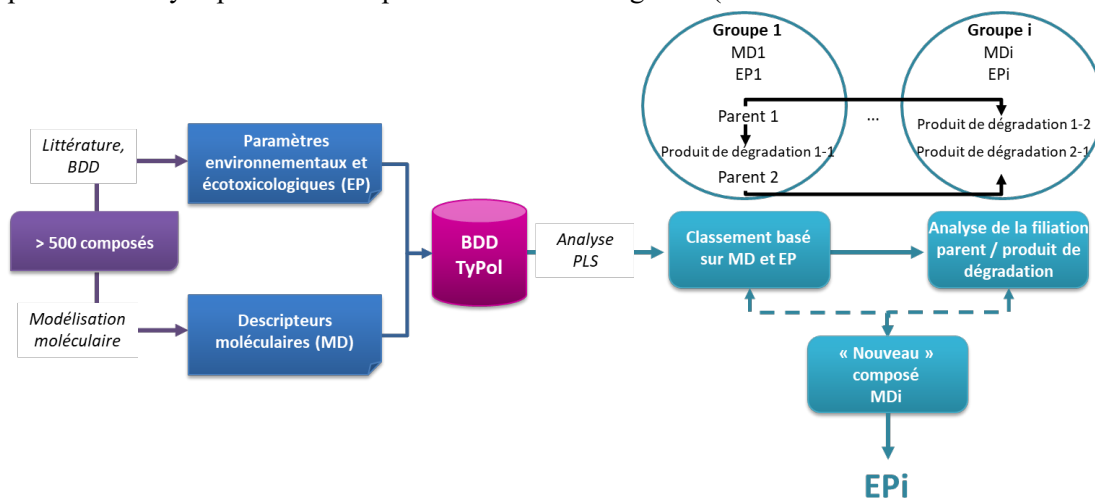 Groupe 1
MD1
EP1
Parent 1
Produit de dégradation 1-1
Parent 2
...
Groupe i
MDi
EPi
Produit de dégradation 1-2
Produit de dégradation 2-1
Littérature,
BDD
> 500 composés
Modélisation
moléculaire
Paramètres
environnementaux et
écotoxicologiques (EP)
Descripteurs
moléculaires (MD)
BDD
TyPol
Analyse
PLS
Classement basé
sur MD et EP
Analyse de la filiation
parent / produit de
dégradation
« Nouveau »
composé
MDi
EPi